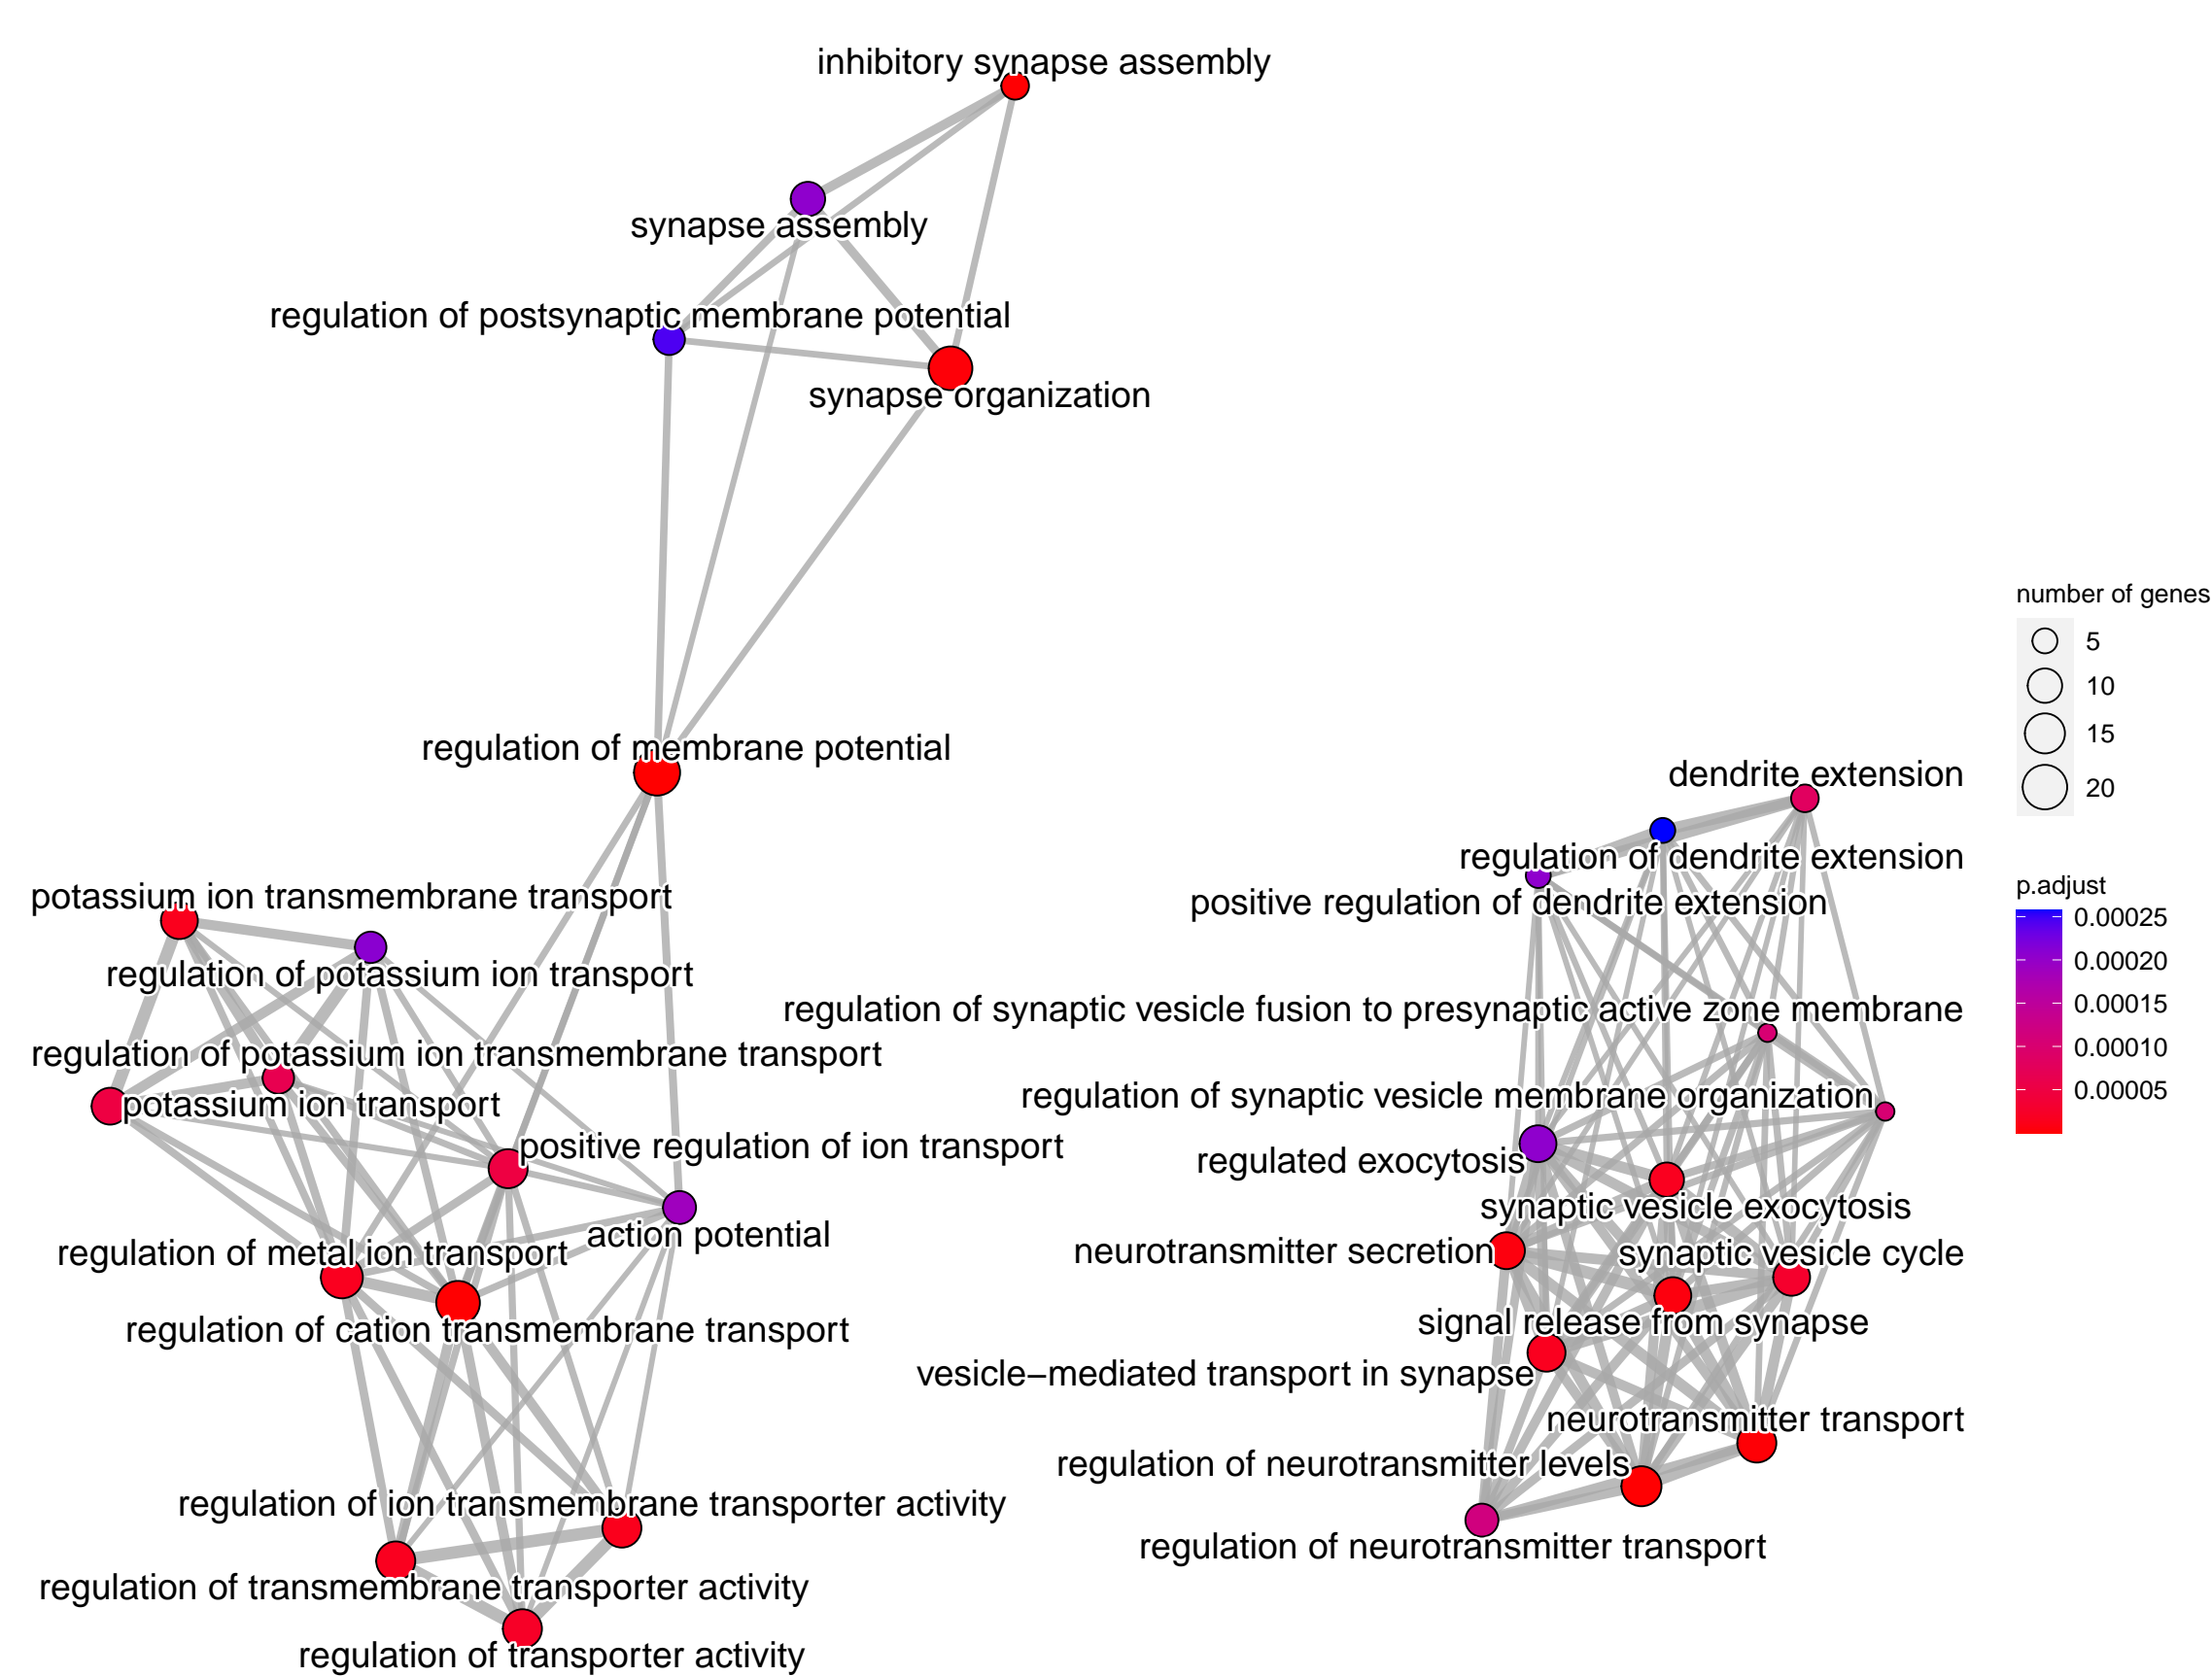 inhibitory synapse assembly
synapse assembly
regulation of postsynaptic membrane potential
synapse organization
regulation of membrane potential
potassium ion transmembrane transport
regulation of potassium ion transport
regulation of potassium ion transmembrane transport
potassium ion transport
positive regulation of ion transport
action potential
regulation of metal ion transport
regulation of cation transmembrane transport
regulation of ion transmembrane transporter activity
regulation of transmembrane transporter activity
regulation of transporter activity
dendrite extension
regulation of dendrite extension
positive regulation of dendrite extension
regulation of synaptic vesicle fusion to presynaptic active zone membrane
regulation of synaptic vesicle membrane organization
regulated exocytosis
synaptic vesicle exocytosis
neurotransmitter secretion
synaptic vesicle cycle
signal release from synapse
vesicle−mediated transport in synapse
neurotransmitter transport
regulation of neurotransmitter levels
regulation of neurotransmitter transport
number of genes
5
10
15
20
p.adjust
0.00025
0.00020
0.00015
0.00010
0.00005